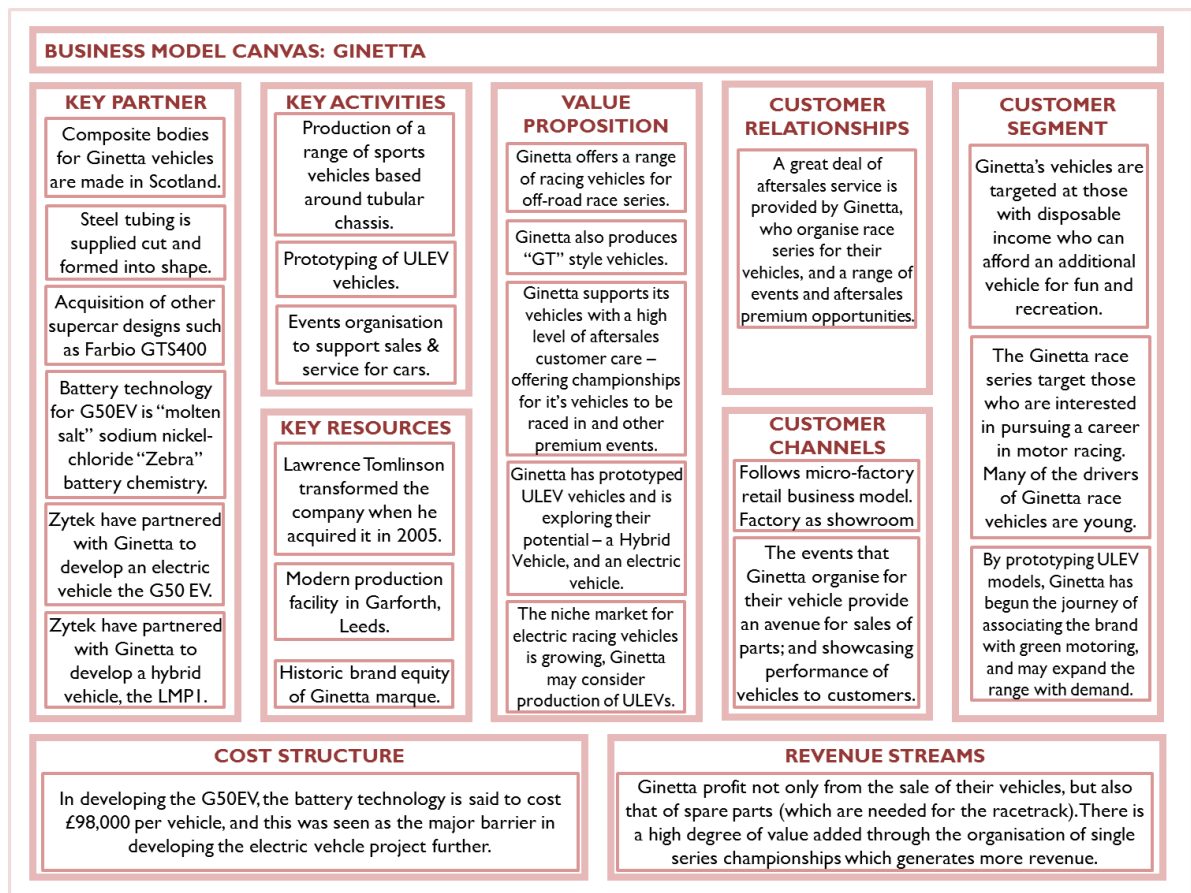 BUSINESS MODEL CANVAS: GINETTA
KEY PARTNER
Composite bodies
for Ginetta vehicles
are made in Scotland.
Steel tubing is
supplied cut and
formed into shape.
Acquisition of other
supercar designs such
as Farbio GTS400
Battery technology
for G50EV is “molten
salt” sodium nickel-
chloride “Zebra”
battery chemistry.
Zytek have partnered
with Ginetta to
develop an electric
vehicle the G50 EV.
Zytek have partnered
with Ginetta to
develop a hybrid
vehicle, the LMP1.
KEY ACTIVITIES
Production of a
range of sports
vehicles based
around tubular
chassis.
Prototyping of ULEV
vehicles.
Events organisation
to support sales &
service for cars.
KEY RESOURCES
Lawrence Tomlinson
transformed the
company when he
acquired it in 2005.
Modern production
facility in Garforth,
Leeds.
Historic brand equity
of Ginetta marque.
VALUE
PROPOSITION
Ginetta offers a range
of racing vehicles for
off-road race series.
Ginetta also produces
“GT” style vehicles.
Ginetta supports its
vehicles with a high
level of aftersales
customer care –
offering championships
for it’s vehicles to be
raced in and other
premium events.
Ginetta has prototyped
ULEV vehicles and is
exploring their
potential – a Hybrid
Vehicle, and an electric
vehicle.
The niche market for
electric racing vehicles
is growing, Ginetta
may consider
production of ULEVs.
CUSTOMER
RELATIONSHIPS
A great deal of
aftersales service is
provided by Ginetta,
who organise race
series for their
vehicles, and a range of
events and aftersales
premium opportunities.
CUSTOMER
CHANNELS
Follows micro-factory
retail business model.
Factory as showroom
The events that
Ginetta organise for
their vehicle provide
an avenue for sales of
parts; and showcasing
performance of
vehicles to customers.
CUSTOMER
SEGMENT
Ginetta’s vehicles are
targeted at those
with disposable
income who can
afford an additional
vehicle for fun and
recreation.
The Ginetta race
series target those
who are interested
in pursuing a career
in motor racing.
Many of the drivers
of Ginetta race
vehicles are young.
By prototyping ULEV
models, Ginetta has
begun the journey of
associating the brand
with green motoring,
and may expand the
range with demand.
COST STRUCTURE
In developing the G50EV, the battery technology is said to cost
£98,000 per vehicle, and this was seen as the major barrier in
developing the electric vehcle project further.
REVENUE STREAMS
Ginetta profit not only from the sale of their vehicles, but also
that of spare parts (which are needed for the racetrack). There is
a high degree of value added through the organisation of single
series championships which generates more revenue.